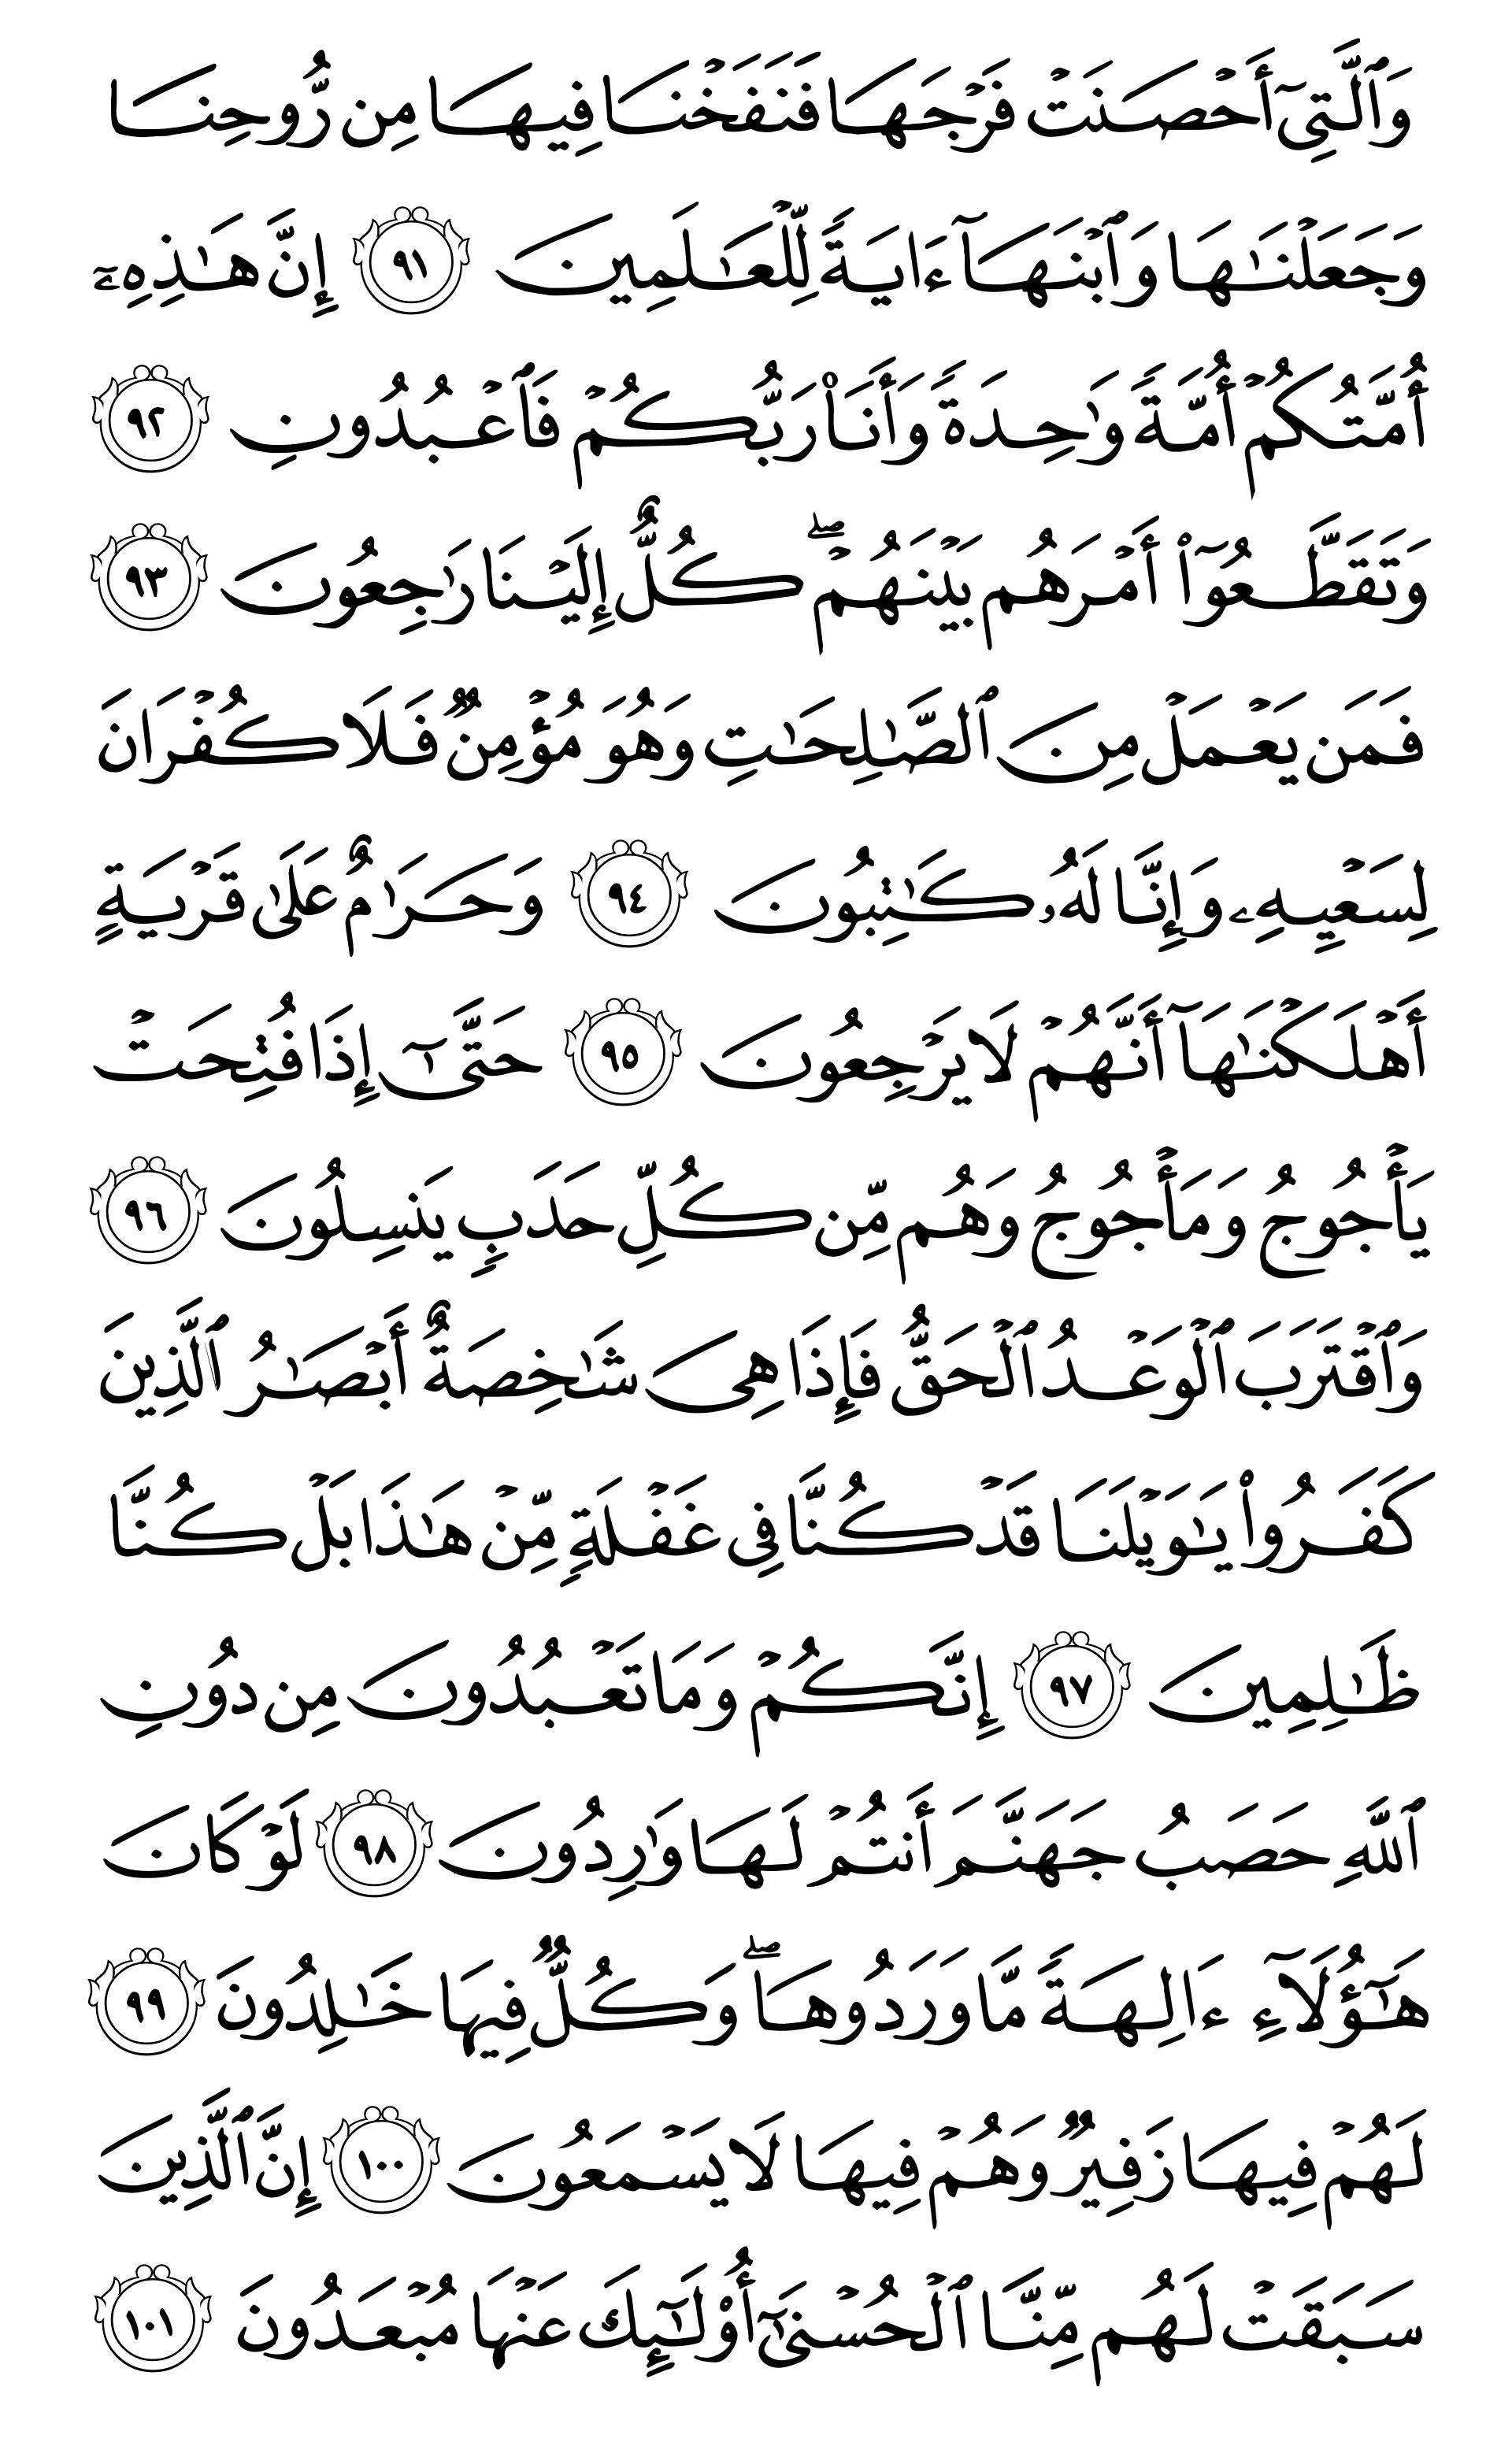 وَٱلَّتِىٓ أَحۡصَنَتۡ فَرۡجَهَا فَنَفَخۡنَا فِيهَا مِن رُّوحِنَا
وَجَعَلۡنَٰهَا وَٱبۡنَهَآ ءَايَةٗ لِّلۡعَٰلَمِينَ ٩١ إِنَّ هَٰذِهِۦٓ
أُمَّتُكُمۡ أُمَّةٗ وَٰحِدَةٗ وَأَنَا۠ رَبُّكُمۡ فَٱعۡبُدُونِ ٩٢
وَتَقَطَّعُوٓاْ أَمۡرَهُم بَيۡنَهُمۡۖ كُلٌّ إِلَيۡنَا رَٰجِعُونَ ٩٣
فَمَن يَعۡمَلۡ مِنَ ٱلصَّٰلِحَٰتِ وَهُوَ مُؤۡمِنٞ فَلَا كُفۡرَانَ
لِسَعۡيِهِۦ وَإِنَّا لَهُۥ كَٰتِبُونَ ٩٤ وَحَرَٰمٌ عَلَىٰ قَرۡيَةٍ
أَهۡلَكۡنَٰهَآ أَنَّهُمۡ لَا يَرۡجِعُونَ ٩٥ حَتَّىٰٓ إِذَا فُتِحَتۡ
يَأۡجُوجُ وَمَأۡجُوجُ وَهُم مِّن كُلِّ حَدَبٖ يَنسِلُونَ ٩٦
وَٱقۡتَرَبَ ٱلۡوَعۡدُ ٱلۡحَقُّ فَإِذَا هِىَ شَٰخِصَةٌ أَبۡصَٰرُ ٱلَّذِينَ
كَفَرُواْ يَٰوَيۡلَنَا قَدۡ كُنَّا فِى غَفۡلَةٖ مِّنۡ هَٰذَا بَلۡ كُنَّا
ظَٰلِمِينَ ٩٧ إِنَّكُمۡ وَمَا تَعۡبُدُونَ مِن دُونِ
ٱللَّهِ حَصَبُ جَهَنَّمَ أَنتُمۡ لَهَا وَٰرِدُونَ ٩٨ لَوۡ كَانَ
هَٰٓؤُلَآءِ ءَالِهَةٗ مَّا وَرَدُوهَاۖ وَكُلّٞ فِيهَا خَٰلِدُونَ ٩٩
لَهُمۡ فِيهَا زَفِيرٞ وَهُمۡ فِيهَا لَا يَسۡمَعُونَ ١٠٠ إِنَّ ٱلَّذِينَ
سَبَقَتۡ لَهُم مِّنَّا ٱلۡحُسۡنَىٰٓ أُوْلَٰٓئِكَ عَنۡهَا مُبۡعَدُونَ ١٠١